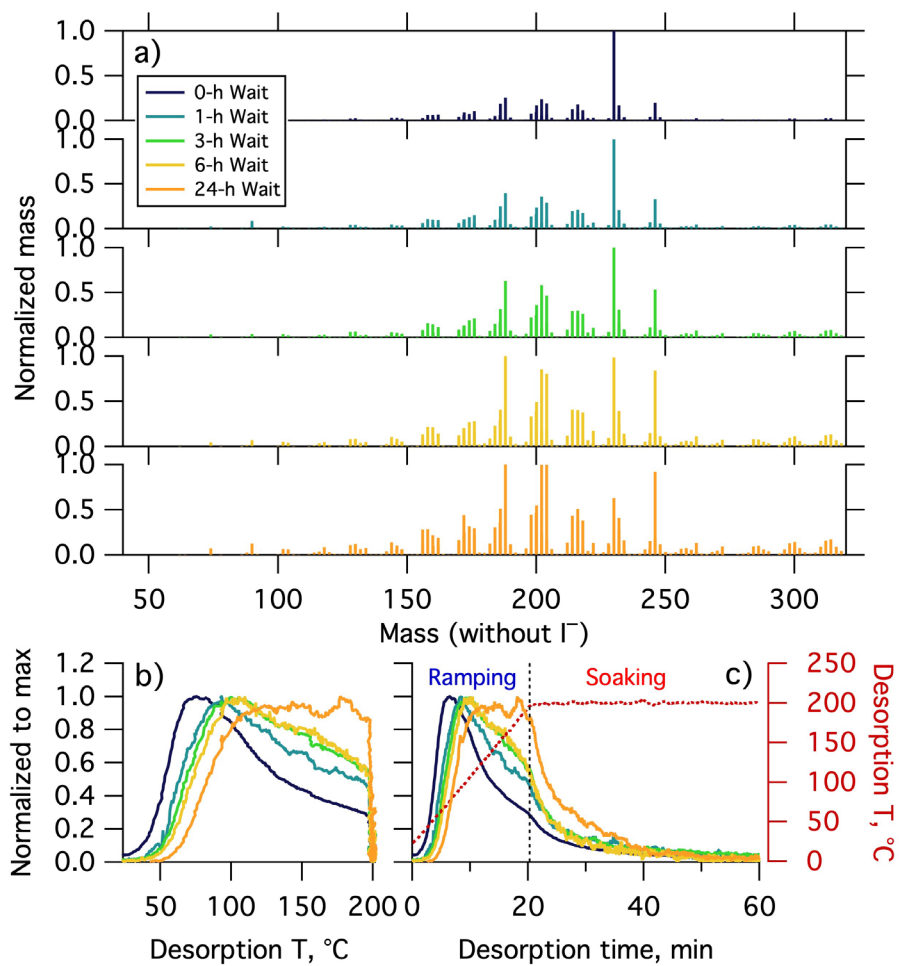 a)
0-h Wait
1-h Wait
3-h Wait
6-h Wait
24-h Wait
Normalized mass
1.0
0.5
0.0
1.0
0.5
0.0
1.0
0.5
0.0
1.0
0.5
0.0
1.0
0.5
0.0
50 100 150 200 250 300
Mass (without I⁻)
b)
Normalized to max
1.2
1.0
0.8
0.6
0.4
0.2
0.0
50 100 150 200
Desorption T, °C
Ramping Soaking c)
250
200
150
100
50
0
Desorption T, °C
0 20 40 60
Desorption time, min